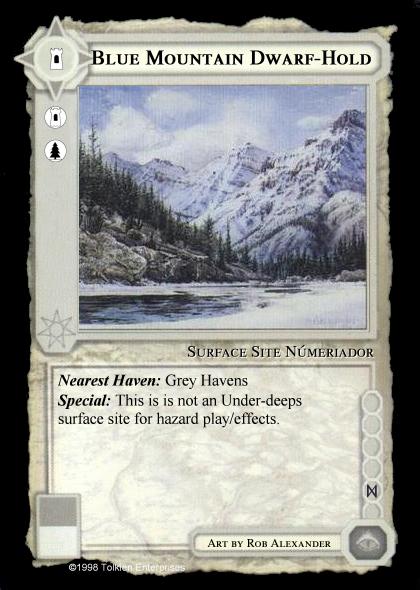 BLUE MOUNTAIN DWARF-HOLD
SURFACE SITE NÚMERIADOR
Nearest Haven: Grey Havens
Special: This is is not an Under-deeps
surface site for hazard play/effects.
ART BY ROB ALEXANDER
©1998 Tolkien Enterprises